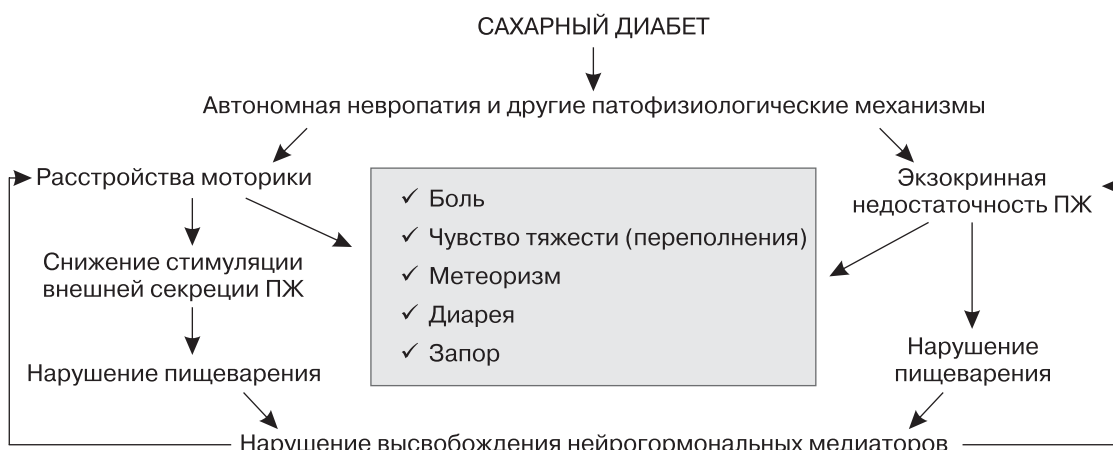 САХАРНЫЙ ДИАБЕТ
Автономная невропатия и другие патофизиологические механизмы
Расстройства моторики
Снижение стимуляции
внешней секреции ПЖ
Нарушение пищеварения
✓ Боль
✓ Чувство тяжести (переполнения)
✓ Метеоризм
✓ Диарея
✓ Запор
Экзокринная
недостаточность ПЖ
Нарушение
пищеварения
Нарушение высвобождения нейрогормональных медиаторов